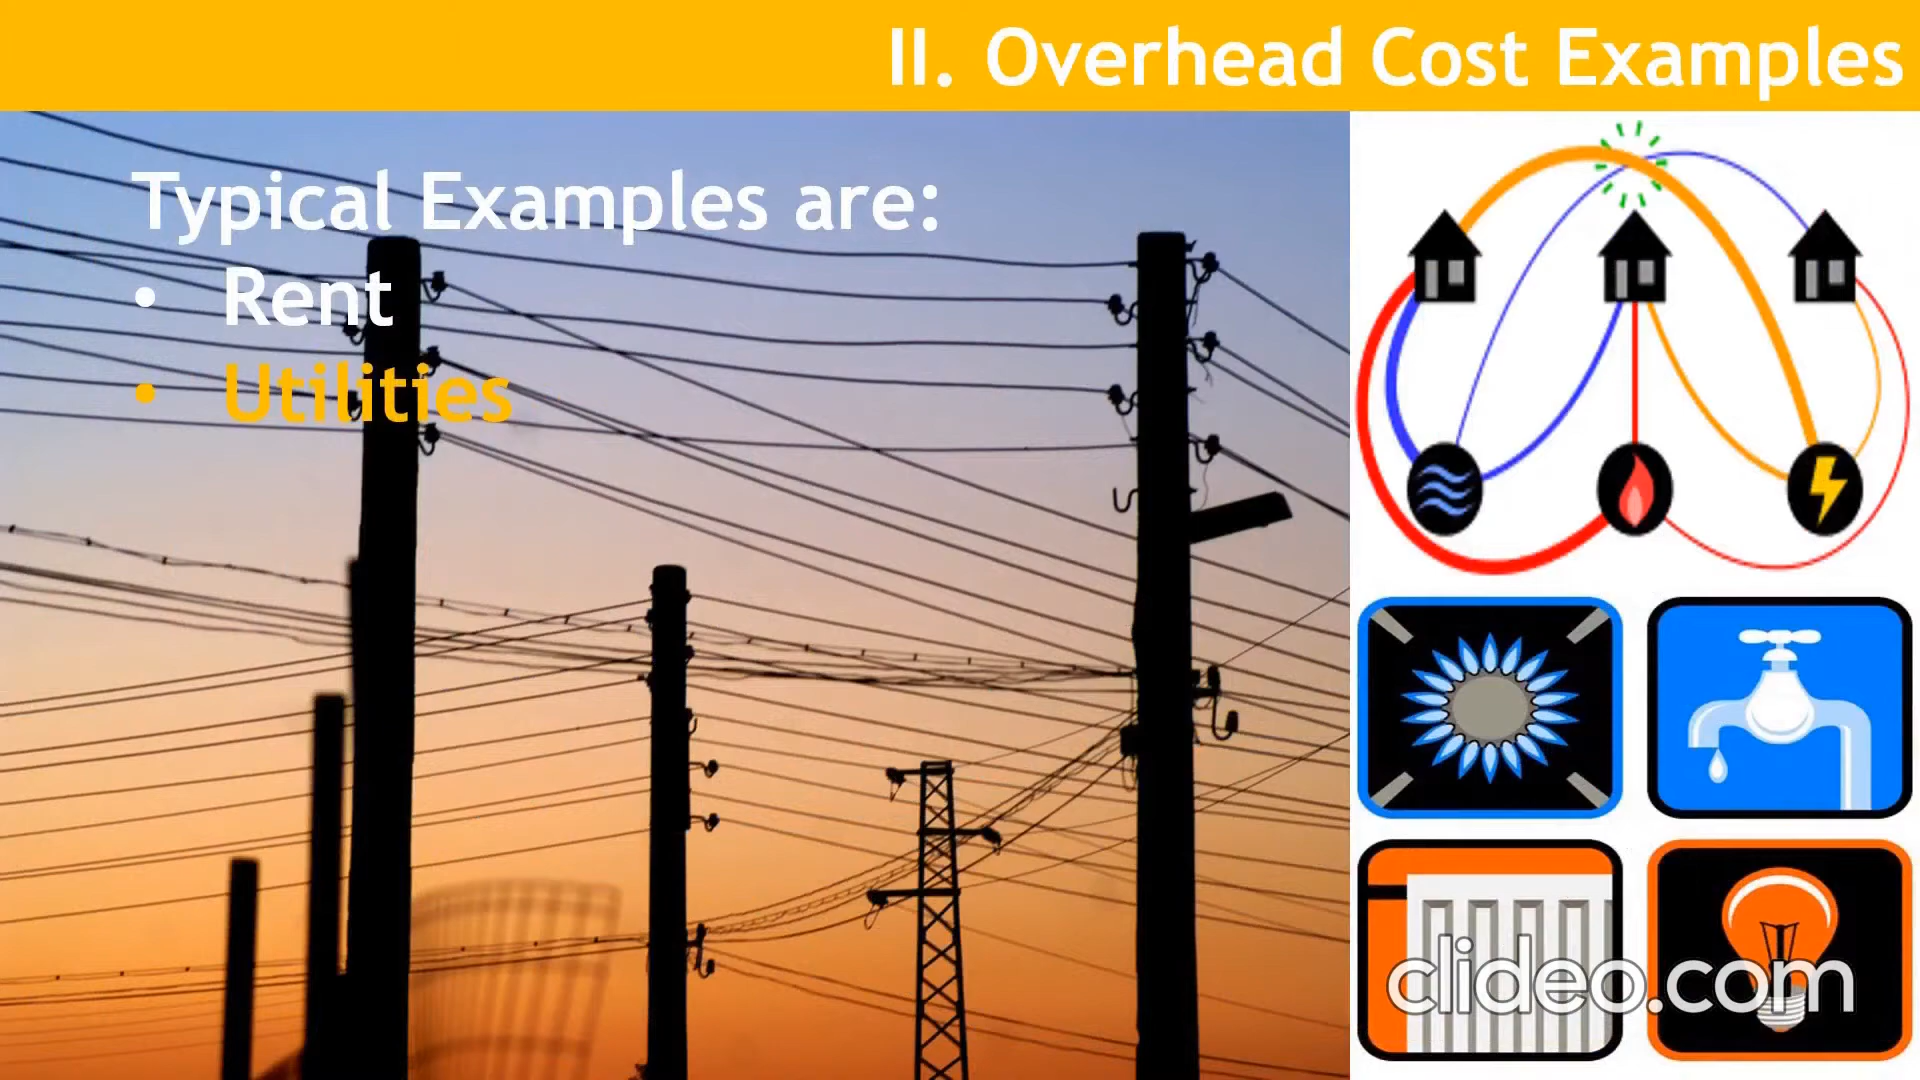 II. Overhead Cost Examples
Typical Examples are:
• Rent
• Utilities
clideo.com